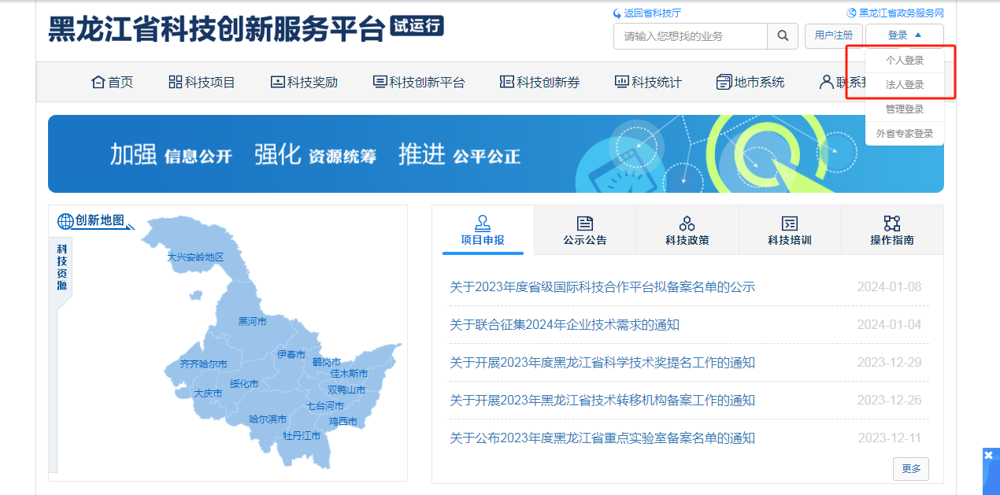 黑龙江省科技创新服务平台 试运行
返回省科技厅 黑龙江省政务服务网
请输入您想找的业务 用户注册 登录
个人登录
法人登录
管理登录
外省专家登录
首页 科技项目 科技奖励 科技创新平台 科技创新券 科技统计 地市系统 联系
加强 信息公开 强化 资源统筹 推进 公平公正
创新地图
科技资源
大兴安岭地区
黑河市
伊春市
齐齐哈尔市
鹤岗市
佳木斯市
绥化市
大庆市
双鸭山市
七台河市
哈尔滨市
鸡西市
牡丹江市
项目申报 公示公告 科技政策 科技培训 操作指南
关于2023年度省级国际科技合作平台拟备案名单的公示 2024-01-08
关于联合征集2024年企业技术需求的通知 2024-01-04
关于开展2023年度黑龙江省科学技术奖提名工作的通知 2023-12-29
关于开展2023年黑龙江省技术转移机构备案工作的通知 2023-12-26
关于公布2023年度黑龙江省重点实验室备案名单的通知 2023-12-11
更多